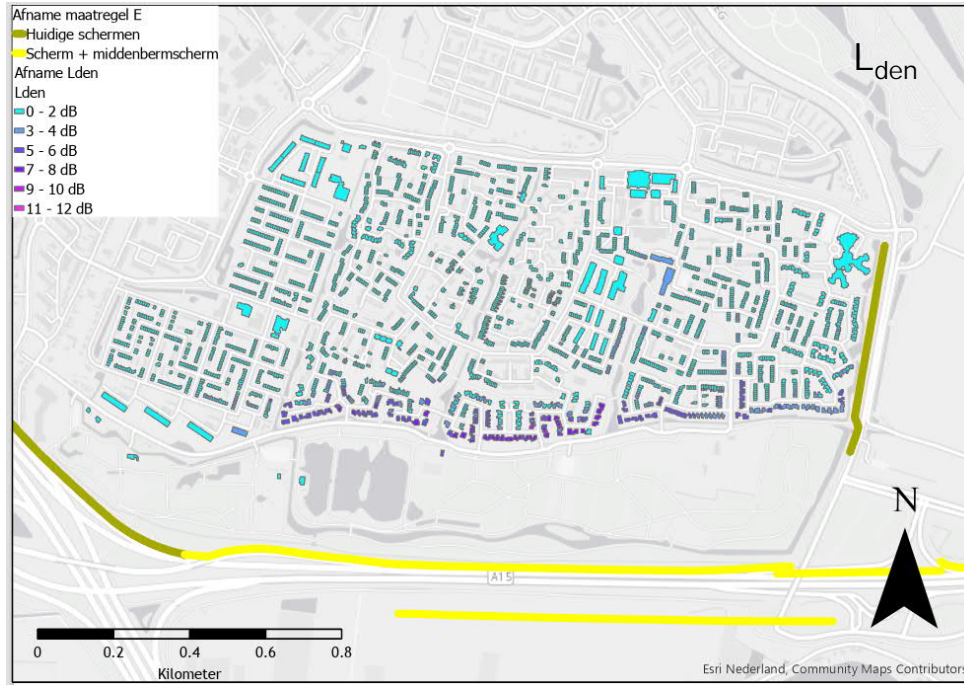 Afname maatregel E
Huidige schermen
Scherm + middenbermscherm
Afname Lden
Lden
0 - 2 dB
3 - 4 dB
5 - 6 dB
7 - 8 dB
9 - 10 dB
11 - 12 dB
Lden
N
A15
0 0.2 0.4 0.6 0.8
Kilometer
Esri Nederland, Community Maps Contributors